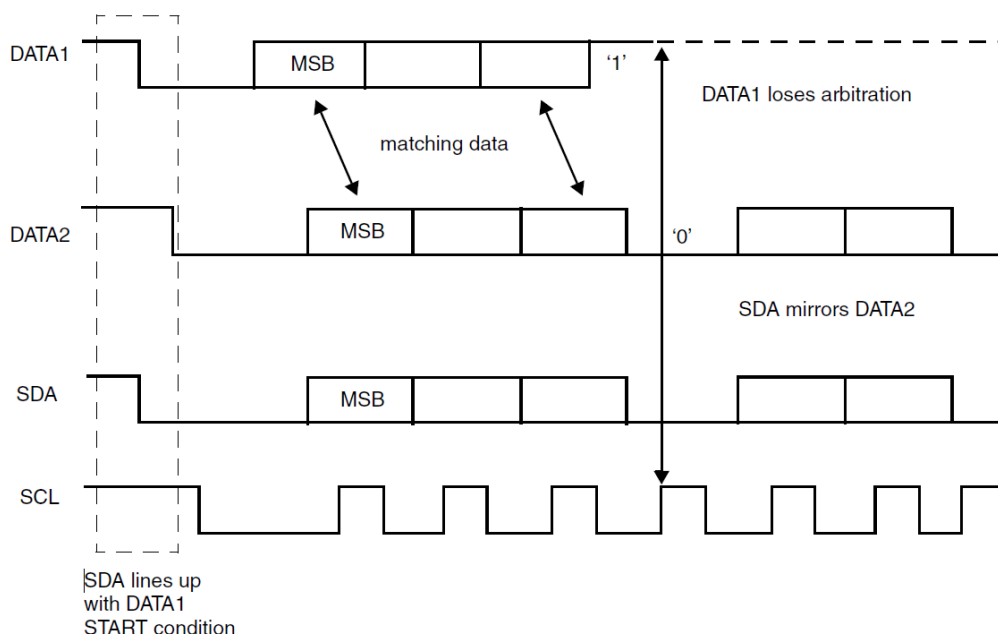 DATA1
MSB
‘1’
DATA1 loses arbitration
matching data
DATA2
MSB
‘0’
SDA mirrors DATA2
SDA
MSB
SCL
SDA lines up
with DATA1
START condition